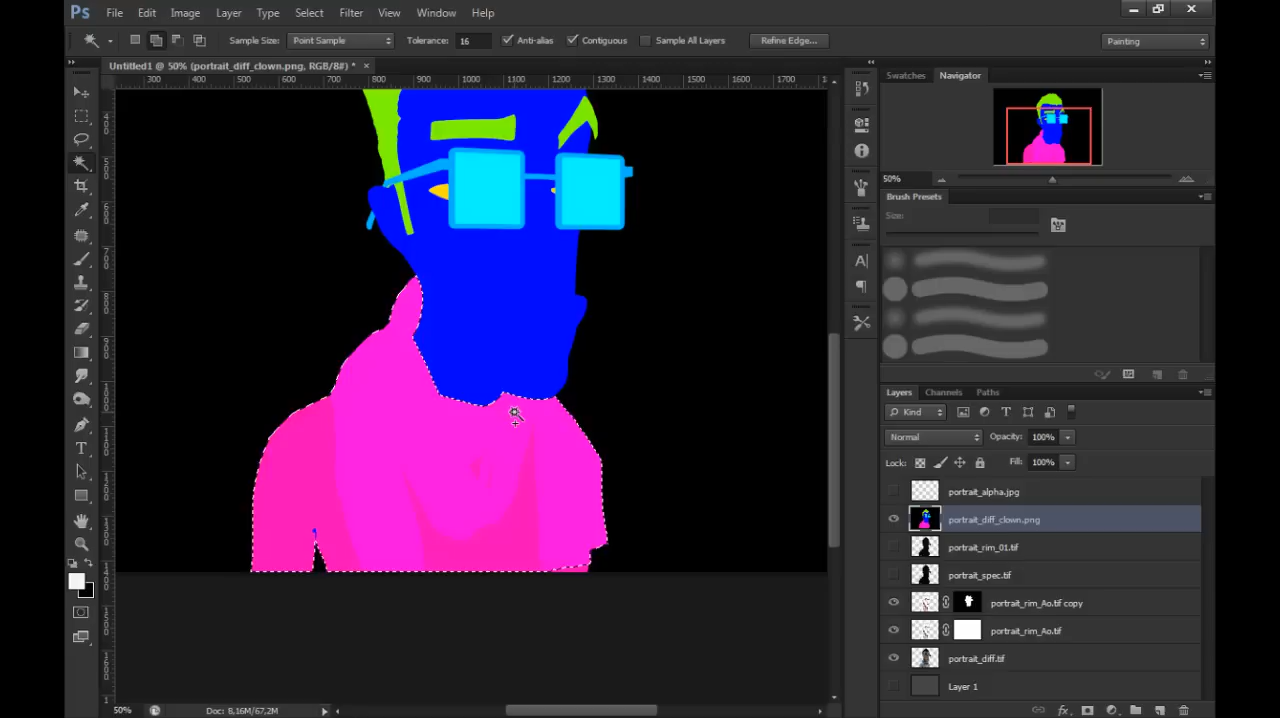 Ps File Edit Image Layer Type Select Filter View Window Help
Sample Size: Point Sample Tolerance: 16 Anti-alias Contiguous Sample All Layers Refine Edge... Painting
Untitled1 @ 50% (portrait_diff_clown.png, RGB/8#) * ×
300 500 600 700 800 900 1000 1100 1200 1300 1400 1500 1600 1700
Swatches Navigator
50%
Brush Presets
Size:
Layers Channels Paths
Kind
Normal Opacity: 100%
Lock: Fill: 100%
portrait_alpha.jpg
portrait_diff_clown.png
portrait_rim_01.tif
portrait_spec.tif
portrait_rim_Ao.tif copy
portrait_rim_Ao.tif
portrait_diff.tif
Layer 1
50% Doc: 8,16M/67,2M